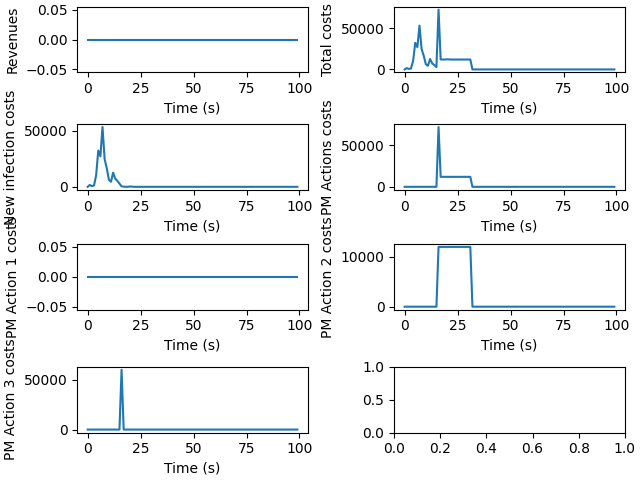 Revenues
0.05
0.00
−0.05
0 25 50 75 100
Time (s)
Total costs
50000
0
0 25 50 75 100
Time (s)
New infection costs
50000
0
0 25 50 75 100
Time (s)
PM Actions costs
50000
0
0 25 50 75 100
Time (s)
PM Action 1 costs
0.05
0.00
−0.05
0 25 50 75 100
Time (s)
PM Action 2 costs
10000
0
0 25 50 75 100
Time (s)
PM Action 3 costs
50000
0
0 25 50 75 100
Time (s)
1.0
0.5
0.0
0.0 0.2 0.4 0.6 0.8 1.0